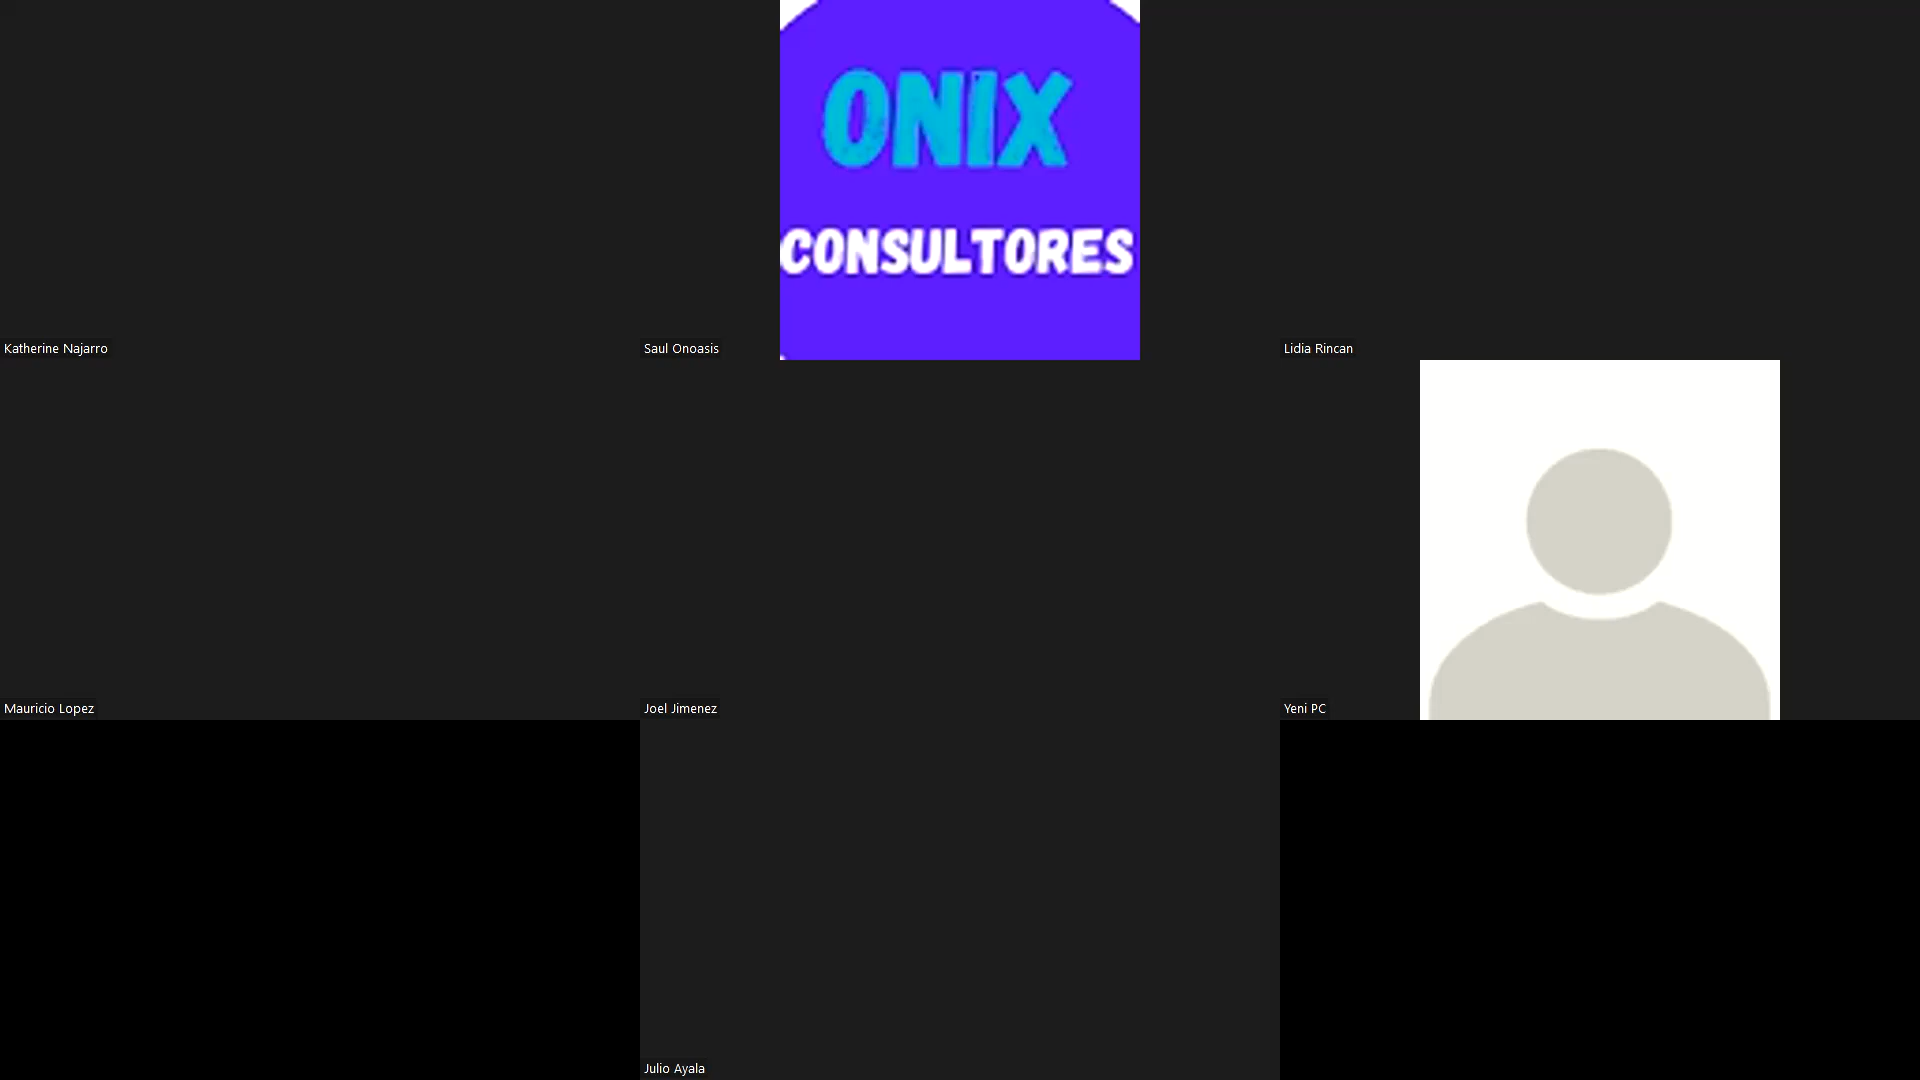 ONIX
CONSULTORES
Katherine Najarro
Saul Onoasis
Lidia Rincan
Mauricio Lopez
Joel Jimenez
Yeni PC
Julio Ayala